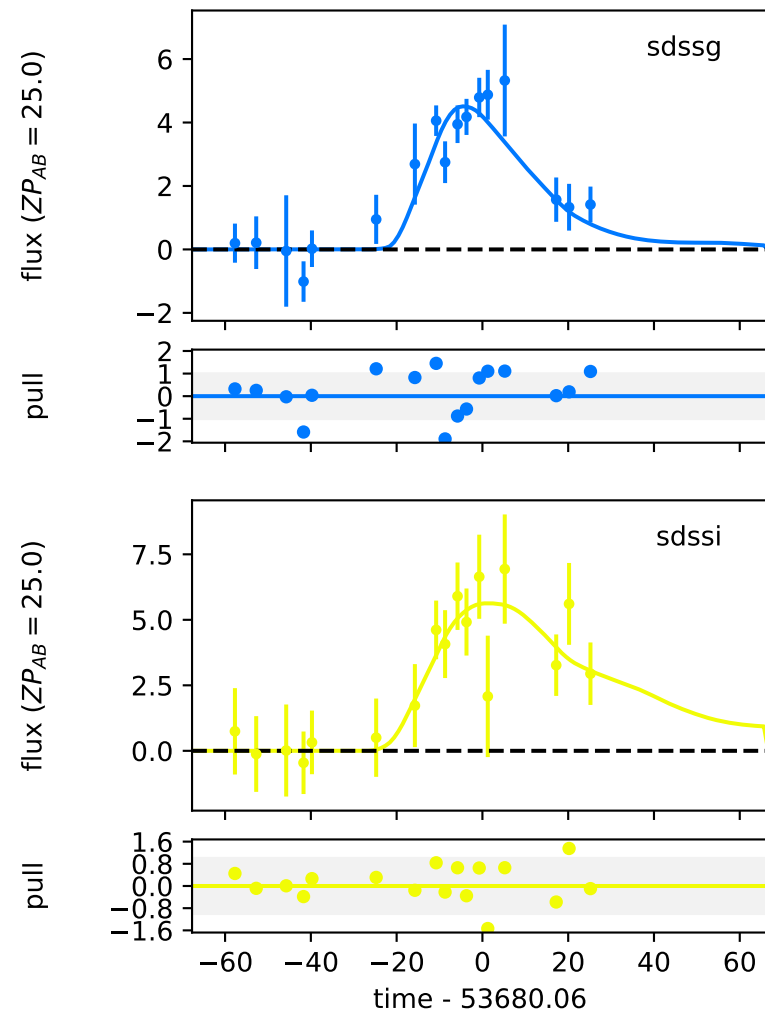 flux (ZP_AB = 25.0)
sdssg
6
4
2
0
−2
pull
2
1
0
−1
−2
flux (ZP_AB = 25.0)
sdssi
7.5
5.0
2.5
0.0
pull
1.6
0.8
0.0
−0.8
−1.6
−60 −40 −20 0 20 40 60
time - 53680.06